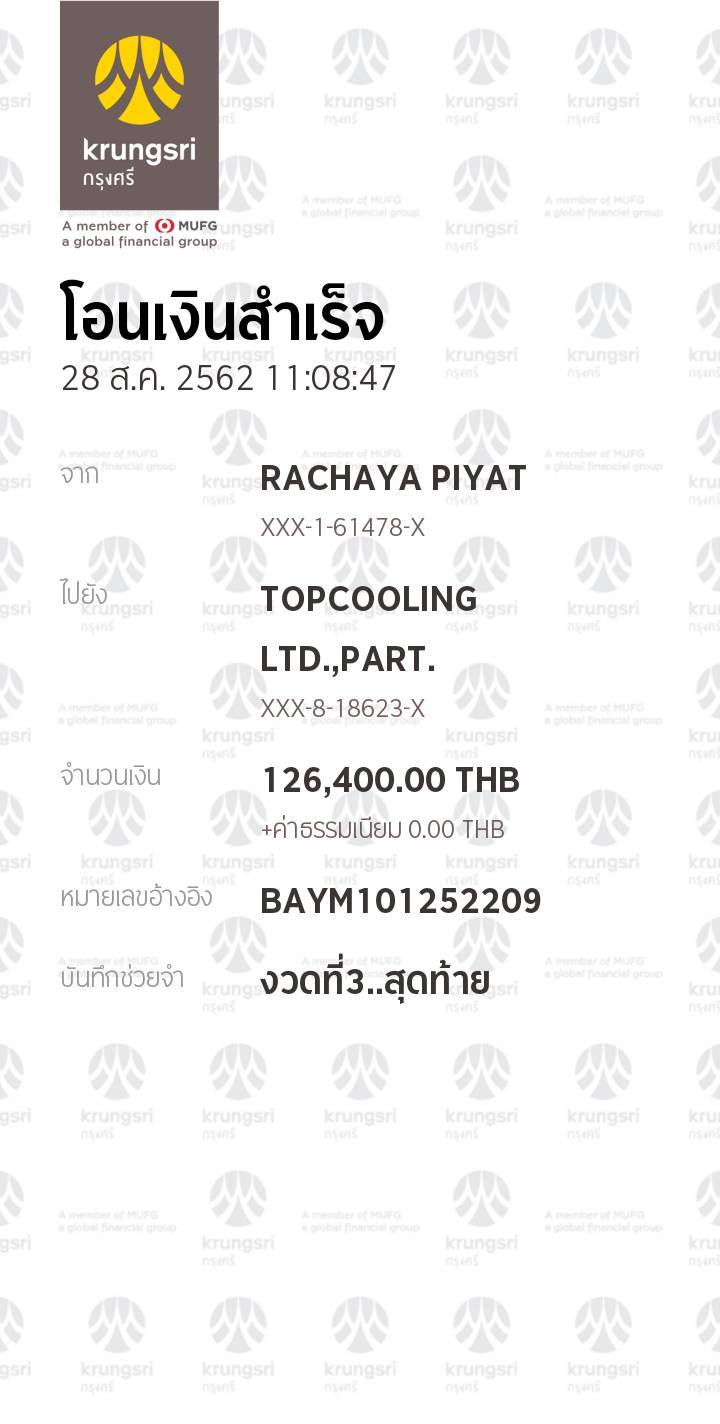 krungsri
กรุงศรี
A member of MUFG
a global financial group
โอนเงินสำเร็จ
28 ส.ค. 2562 11:08:47
จาก
RACHAYA PIYAT
XXX-1-61478-X
ไปยัง
TOPCOOLING
LTD.,PART.
XXX-8-18623-X
จำนวนเงิน
126,400.00 THB
+ค่าธรรมเนียม 0.00 THB
หมายเลขอ้างอิง
BAYM101252209
บันทึกช่วยจำ
งวดที่3..สุดท้าย